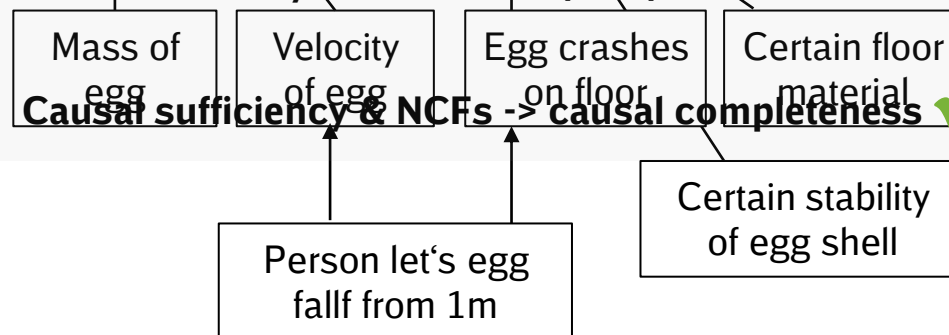 Mass of
egg
Velocity
of egg
Egg crashes
on floor
Certain floor
material
Causal sufficiency & NCFs -> causal completeness
Certain stability
of egg shell
Person let‘s egg
fallf from 1m